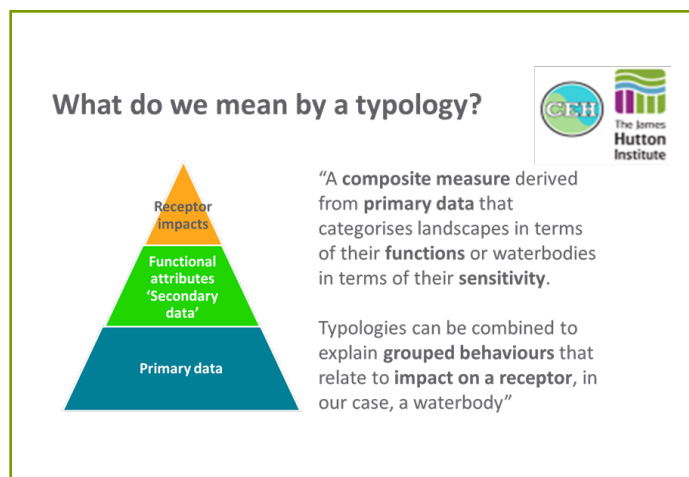 What do we mean by a typology?
CEH
The James
Hutton
Institute
Receptor
impacts
Functional
attributes
‘Secondary
data’
Primary data
“A composite measure derived
from primary data that
categorises landscapes in terms
of their functions or waterbodies
in terms of their sensitivity.
Typologies can be combined to
explain grouped behaviours that
relate to impact on a receptor, in
our case, a waterbody”